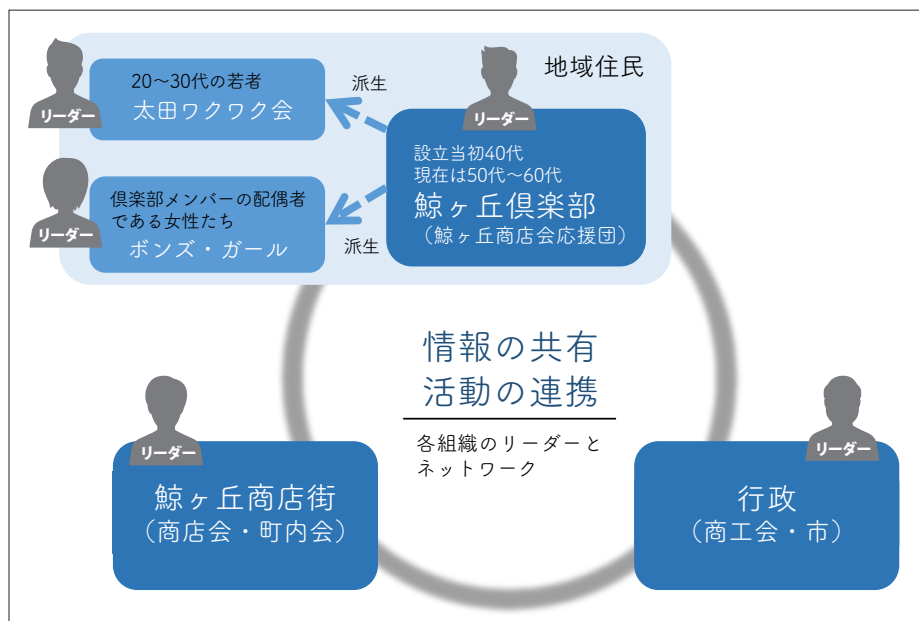 地域住民
リーダー
20〜30代の若者
太田ワクワク会
派生
リーダー
倶楽部メンバーの配偶者
である女性たち
ボンズ・ガール
派生
リーダー
設立当初40代
現在は50代〜60代
鯨ヶ丘倶楽部
（鯨ヶ丘商店会応援団）
情報の共有
活動の連携
各組織のリーダーと
ネットワーク
リーダー
鯨ヶ丘商店街
（商店会・町内会）
リーダー
行政
（商工会・市）